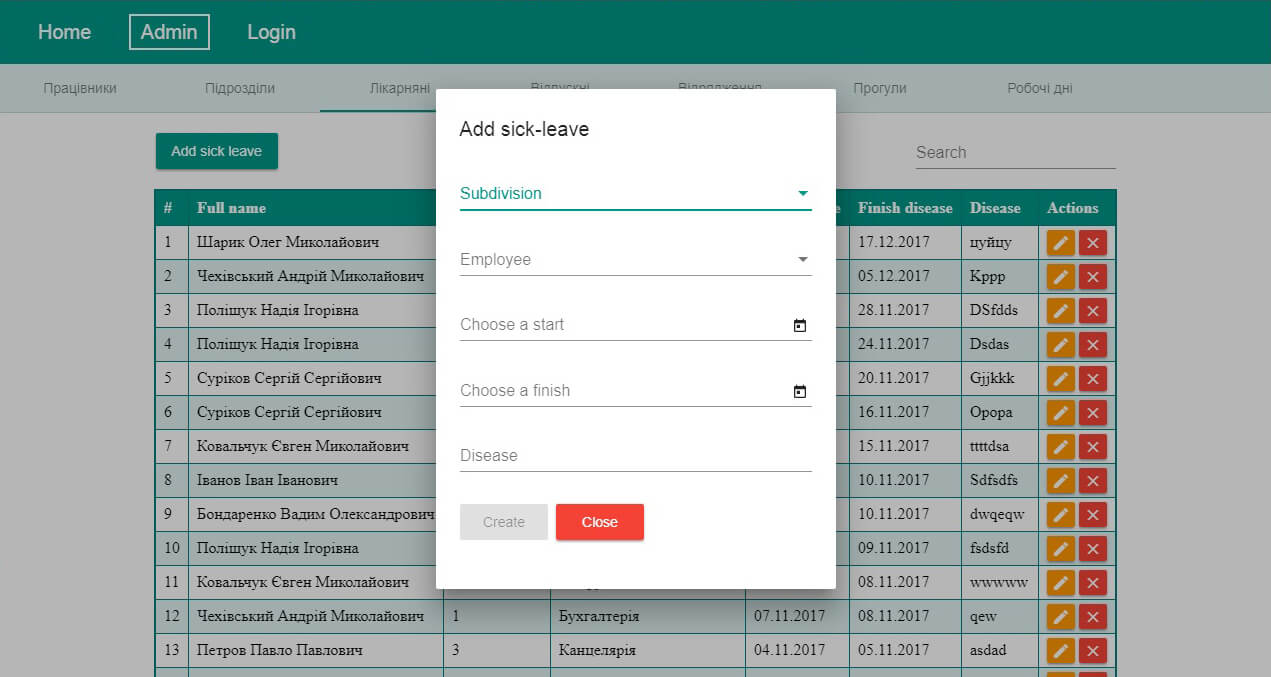 Home Admin Login
Працівники Підрозділи Лікарняні Відпускні Відрядження Прогули Робочі дні
Add sick leave
Search
Add sick-leave
Subdivision
Employee
Choose a start
Choose a finish
Disease
Create Close
# Full name Finish disease Disease Actions
1 Шарик Олег Миколайович 17.12.2017 цуйцу
2 Чехівський Андрій Миколайович 05.12.2017 Kppp
3 Поліщук Надія Ігорівна 28.11.2017 DSfdds
4 Поліщук Надія Ігорівна 24.11.2017 Dsdas
5 Суріков Сергій Сергійович 20.11.2017 Gjjkkk
6 Суріков Сергій Сергійович 16.11.2017 Opopa
7 Ковальчук Євген Миколайович 15.11.2017 ttttdsa
8 Іванов Іван Іванович 10.11.2017 Sdfsdfs
9 Бондаренко Вадим Олександрович 10.11.2017 dwqeqw
10 Поліщук Надія Ігорівна 09.11.2017 fsdsfd
11 Ковальчук Євген Миколайович 08.11.2017 wwwww
12 Чехівський Андрій Миколайович 1 Бухгалтерія 07.11.2017 08.11.2017 qew
13 Петров Павло Павлович 3 Канцелярія 04.11.2017 05.11.2017 asdad